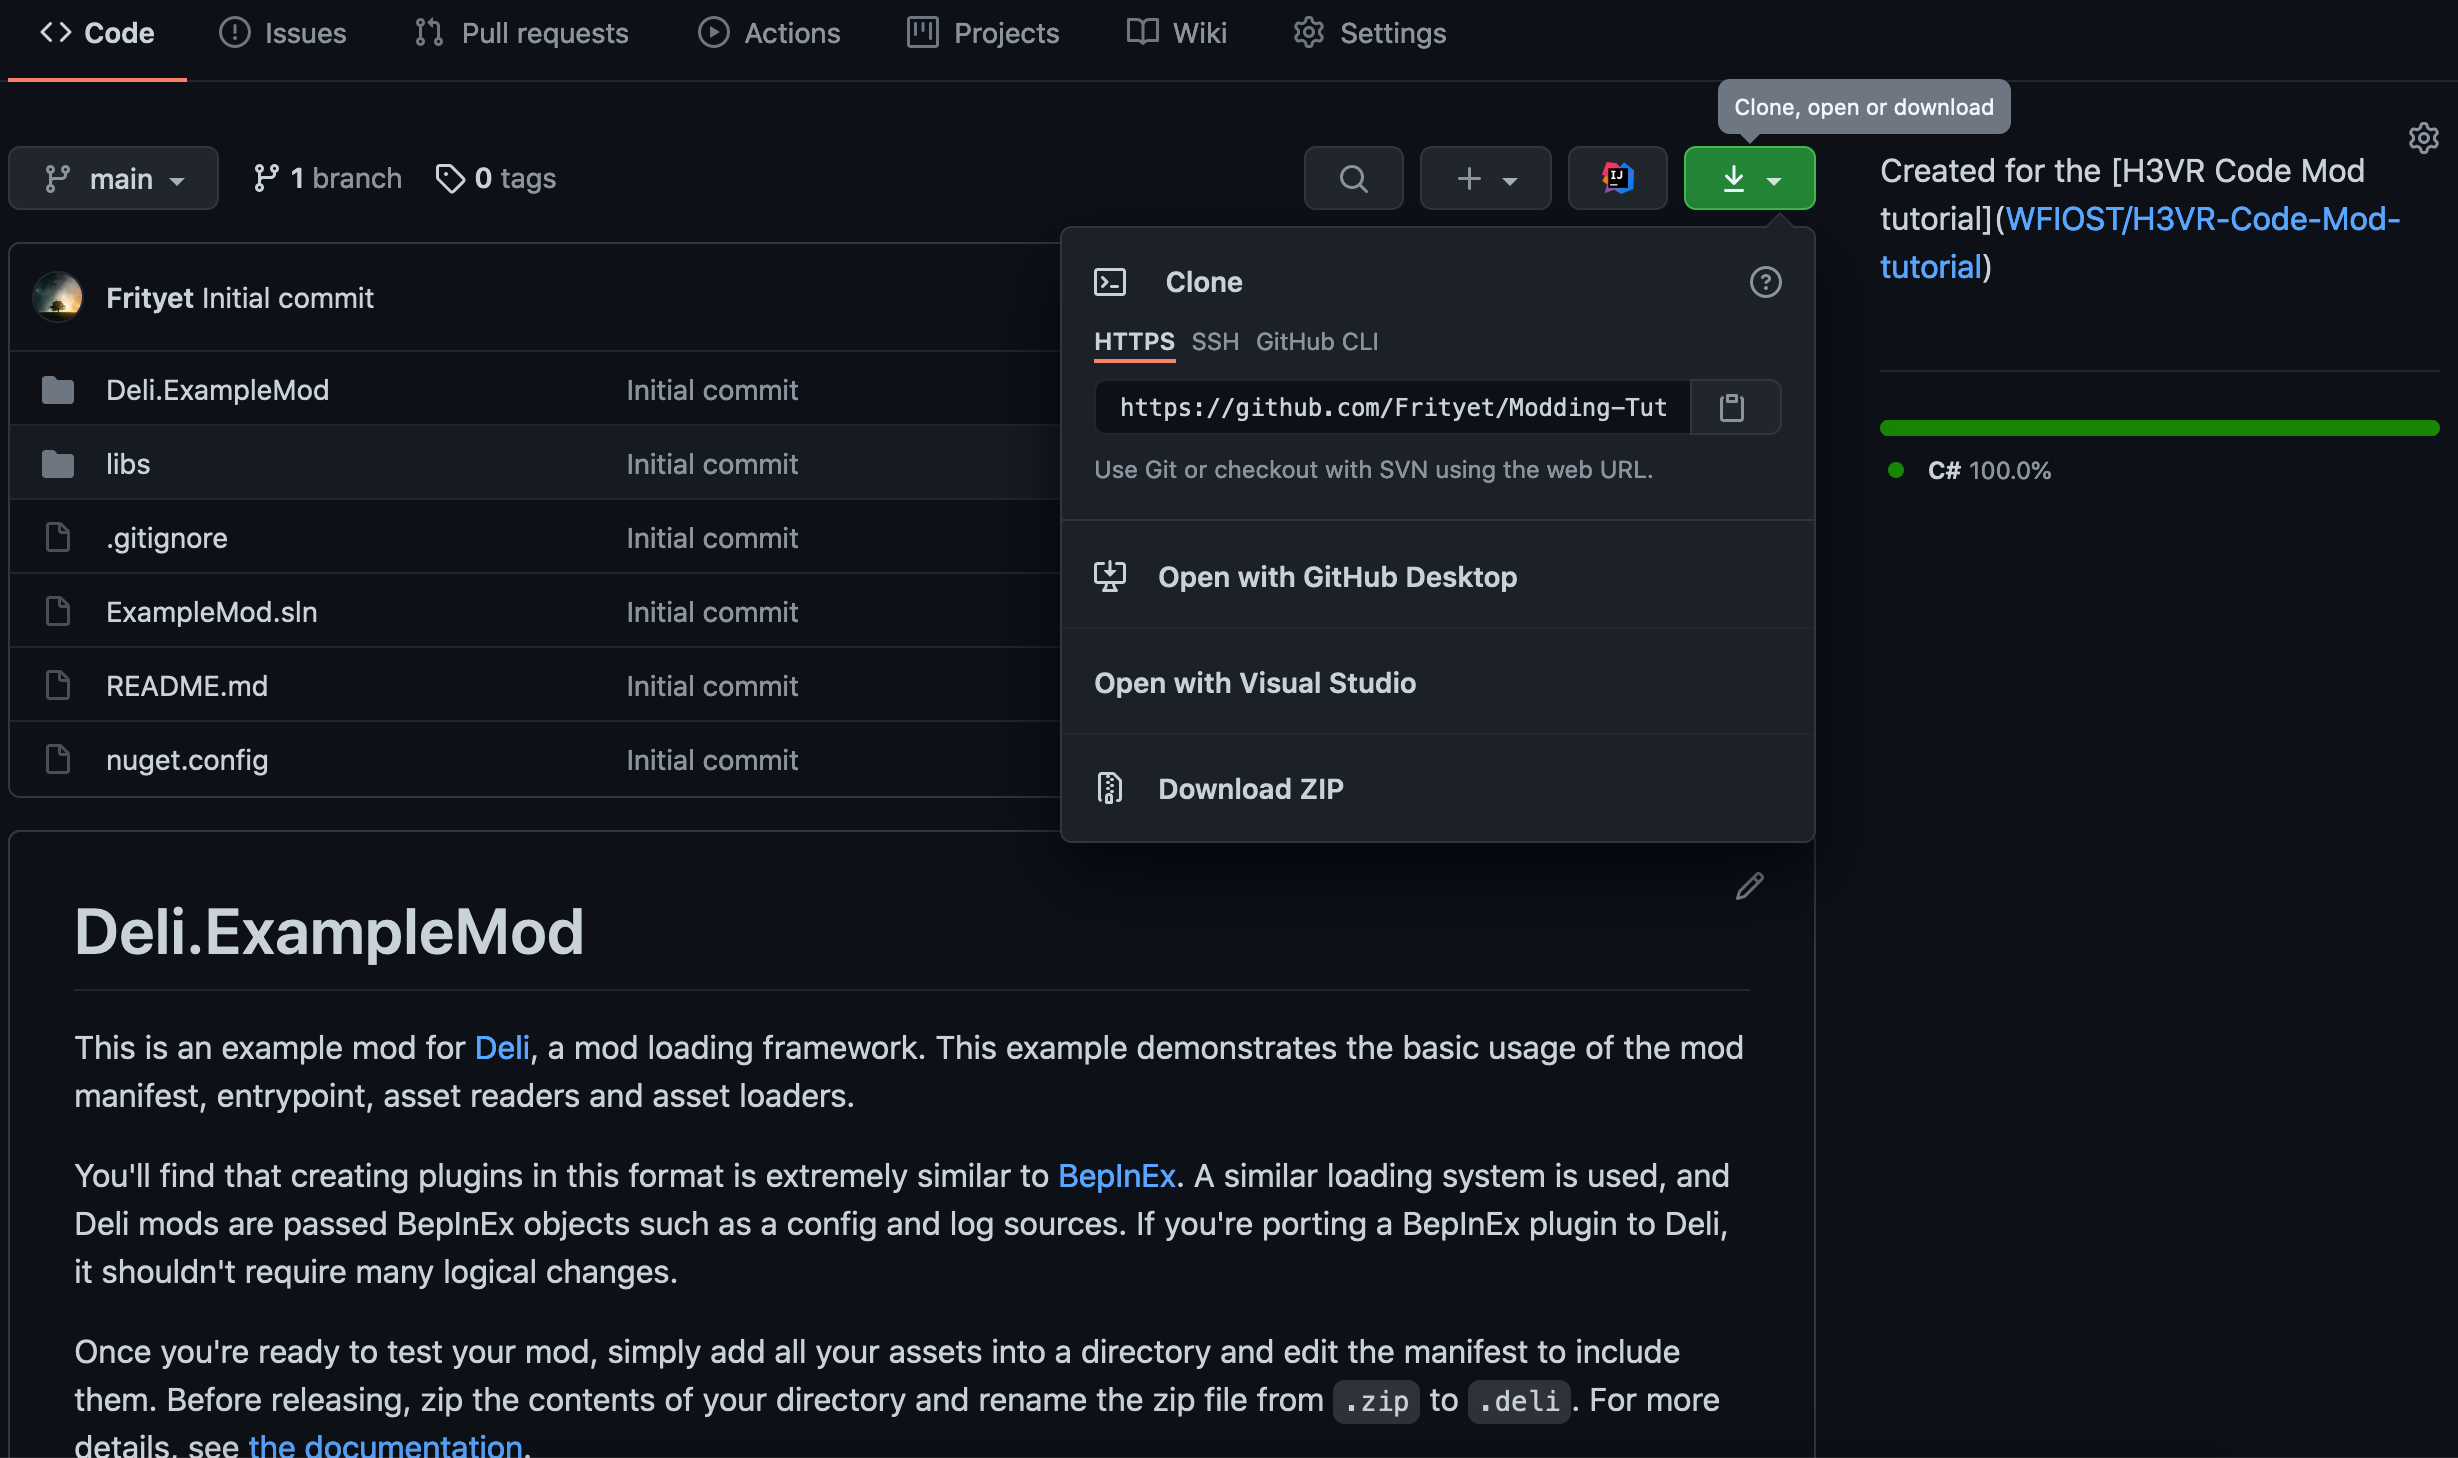 Code Issues Pull requests Actions Projects Wiki Settings
Clone, open or download
main 1 branch 0 tags
IJ
Created for the [H3VR Code Mod
tutorial](WFIOST/H3VR-Code-Mod-
tutorial)
C# 100.0%
Frityet Initial commit
Deli.ExampleMod Initial commit
libs Initial commit
.gitignore Initial commit
ExampleMod.sln Initial commit
README.md Initial commit
nuget.config Initial commit
Clone
HTTPS SSH GitHub CLI
https://github.com/Frityet/Modding-Tut
Use Git or checkout with SVN using the web URL.
Open with GitHub Desktop
Open with Visual Studio
Download ZIP
Deli.ExampleMod
This is an example mod for Deli, a mod loading framework. This example demonstrates the basic usage of the mod
manifest, entrypoint, asset readers and asset loaders.
You'll find that creating plugins in this format is extremely similar to BepInEx. A similar loading system is used, and
Deli mods are passed BepInEx objects such as a config and log sources. If you're porting a BepInEx plugin to Deli,
it shouldn't require many logical changes.
Once you're ready to test your mod, simply add all your assets into a directory and edit the manifest to include
them. Before releasing, zip the contents of your directory and rename the zip file from .zip to .deli. For more
details, see the documentation.